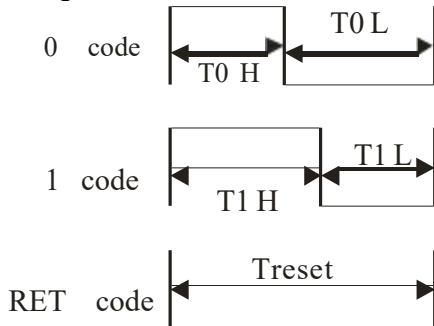 T0 L
0 code
T0 H
T1 L
1 code
T1 H
Treset
RET code